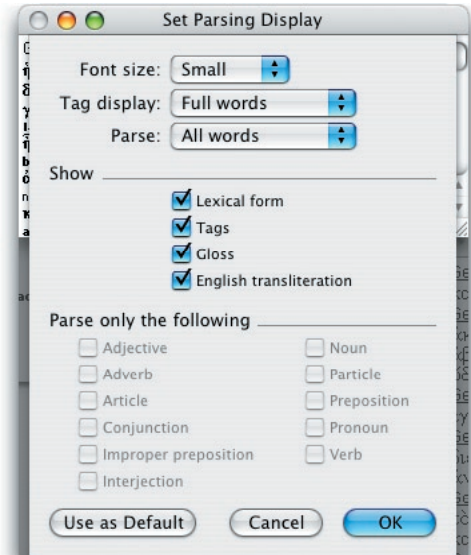 Set Parsing Display
Font size: Small
Tag display: Full words
Parse: All words
Show
Lexical form
Tags
Gloss
English transliteration
Parse only the following
Adjective Noun
Adverb Particle
Article Preposition
Conjunction Pronoun
Improper preposition Verb
Interjection
Use as Default Cancel OK